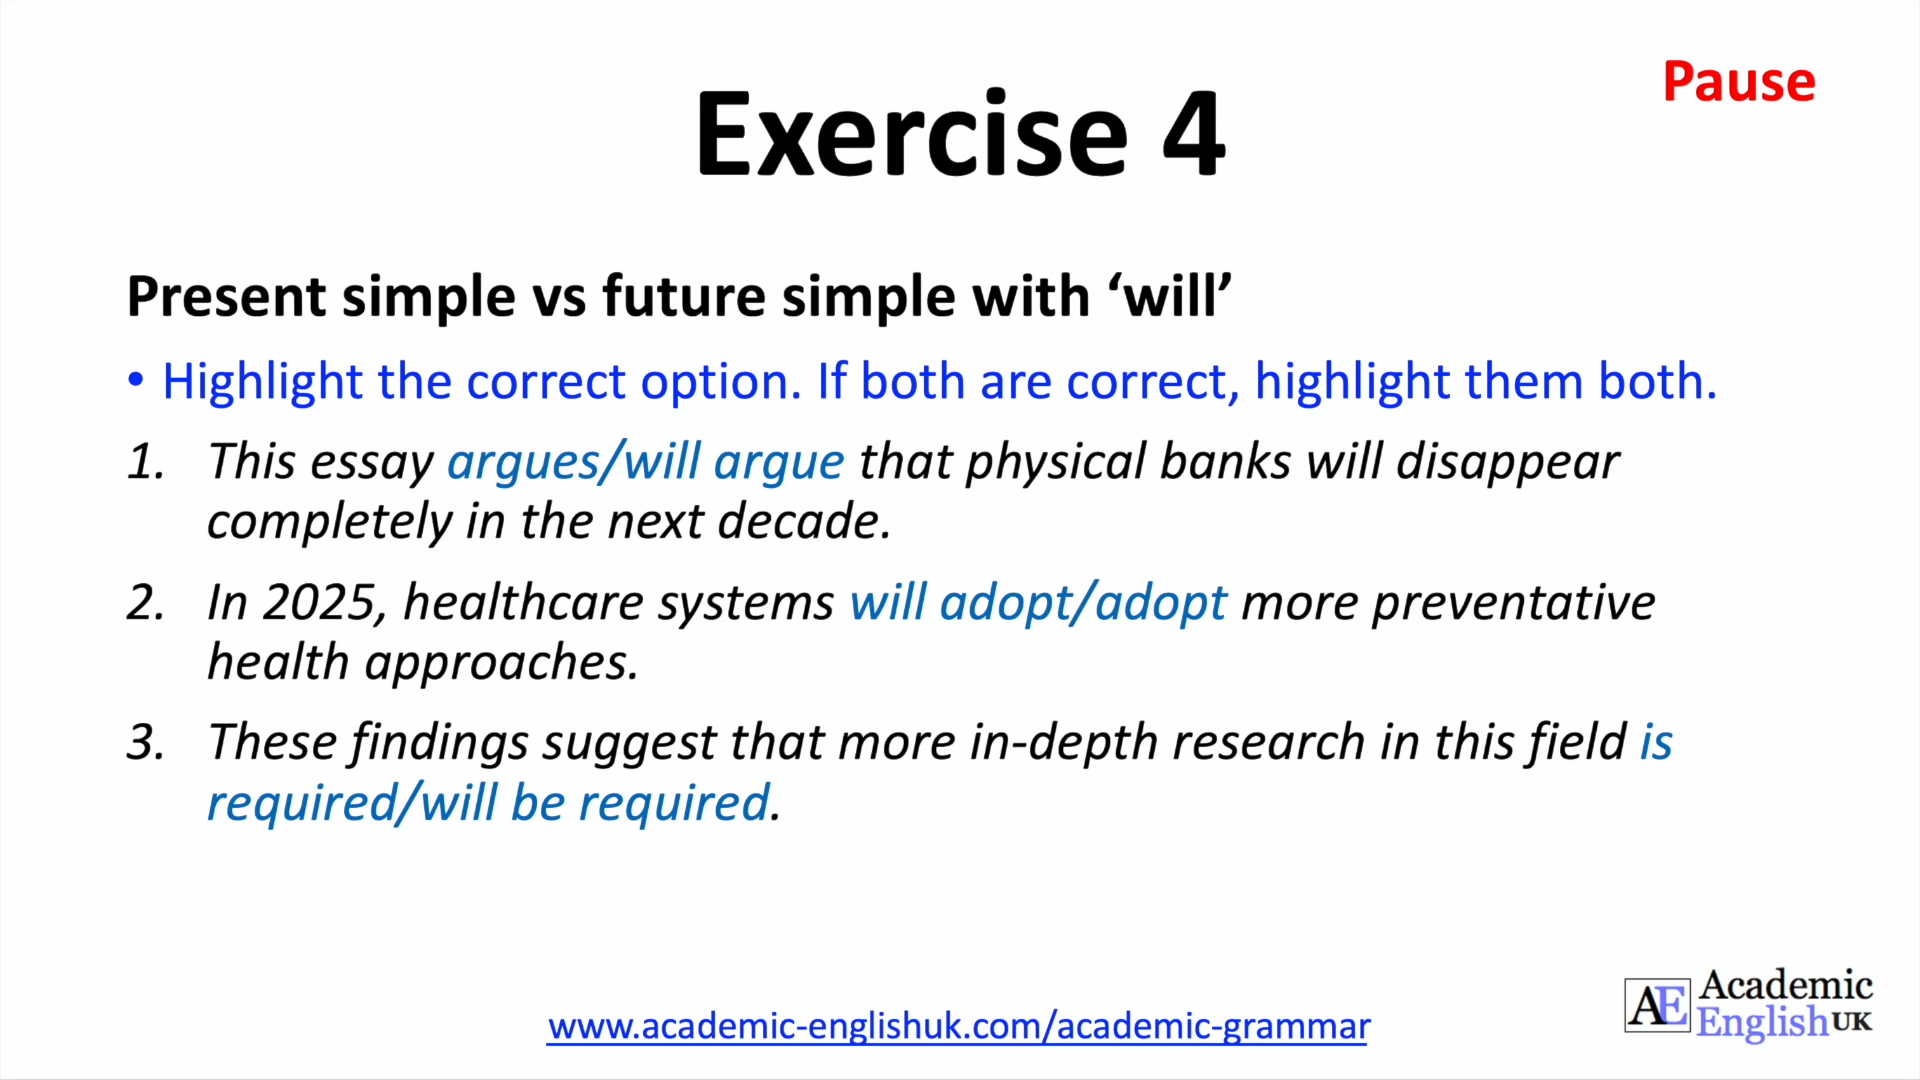 Pause
Exercise 4
Present simple vs future simple with ‘will’
• Highlight the correct option. If both are correct, highlight them both.
1. This essay argues/will argue that physical banks will disappear
completely in the next decade.
2. In 2025, healthcare systems will adopt/adopt more preventative
health approaches.
3. These findings suggest that more in-depth research in this field is
required/will be required.
www.academic-englishuk.com/academic-grammar
AE Academic
English UK